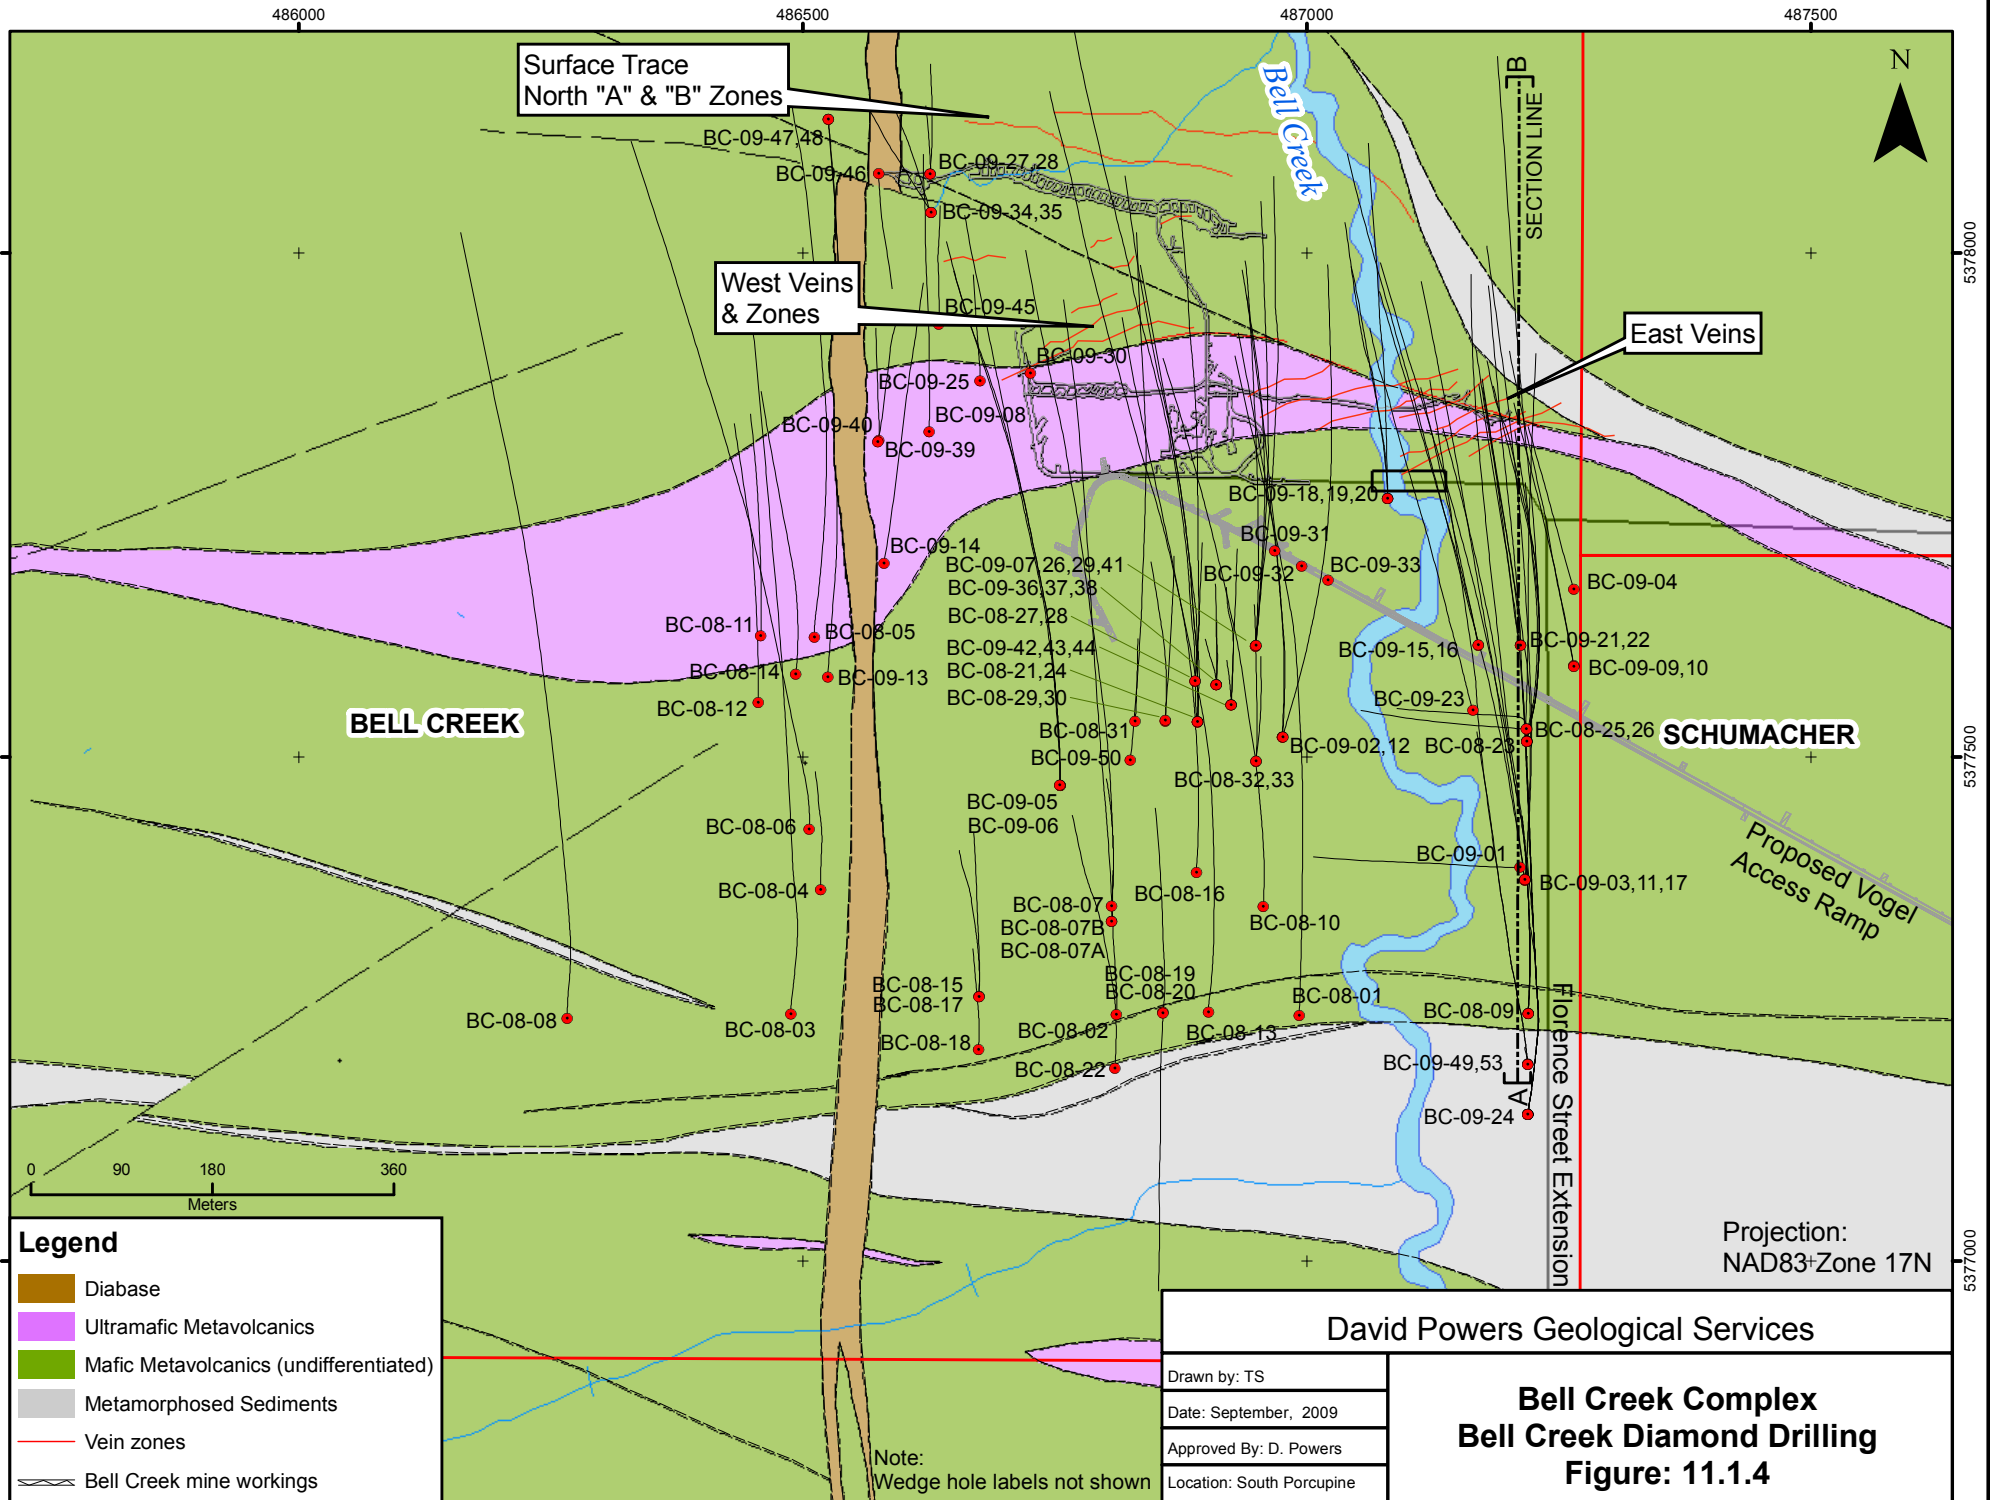 486000
486500
487000
487500
Surface Trace
North "A" & "B" Zones
Bell Creek
B
SECTION LINE
N
BC-09-47,48
BC-09-46
BC-09-27,28
BC-09-34,35
5378000
West Veins
& Zones
BC-09-45
East Veins
BC-09-30
BC-09-25
BC-09-08
BC-09-40
BC-09-39
BC-09-18,19,20
BC-09-31
BC-09-14
BC-09-07,26,29,41
BC-09-32
BC-09-33
BC-09-36,37,38
BC-09-04
BC-08-27,28
BC-08-11
BC-08-05
BC-09-42,43,44
BC-09-15,16
BC-09-21,22
BC-08-14
BC-09-13
BC-08-21,24
BC-09-09,10
BC-08-29,30
BC-08-12
BC-09-23
BELL CREEK
BC-08-31
BC-09-02,12
BC-08-23
BC-08-25,26
SCHUMACHER
BC-09-50
5377500
BC-08-32,33
BC-09-05
BC-09-06
BC-08-06
Proposed Vogel
Access Ramp
BC-09-01
BC-08-04
BC-08-16
BC-09-03,11,17
BC-08-07
BC-08-07B
BC-08-07A
BC-08-10
BC-08-15
BC-08-17
BC-08-19
BC-08-20
BC-08-01
BC-08-08
BC-08-03
BC-08-02
BC-08-13
BC-08-09
BC-08-18
BC-08-22
BC-09-49,53
A
BC-09-24
Florence Street Extension
0 90 180 360
Meters
Projection:
NAD83 Zone 17N
5377000
Legend
Diabase
Ultramafic Metavolcanics
Mafic Metavolcanics (undifferentiated)
Metamorphosed Sediments
Vein zones
Bell Creek mine workings
Note:
Wedge hole labels not shown
David Powers Geological Services
Drawn by: TS
Date: September, 2009
Approved By: D. Powers
Location: South Porcupine
Bell Creek Complex
Bell Creek Diamond Drilling
Figure: 11.1.4